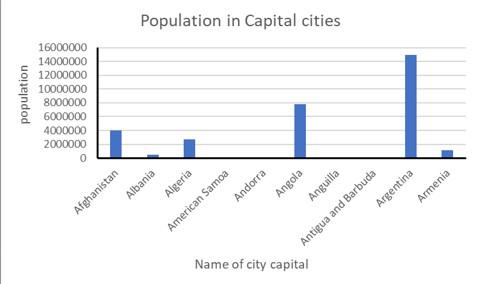 Population in Capital cities
population
16000000
14000000
12000000
10000000
8000000
6000000
4000000
2000000
0
Afghanistan
Albania
Algeria
American Samoa
Andorra
Angola
Anguilla
Antigua and Barbuda
Argentina
Armenia
Name of city capital